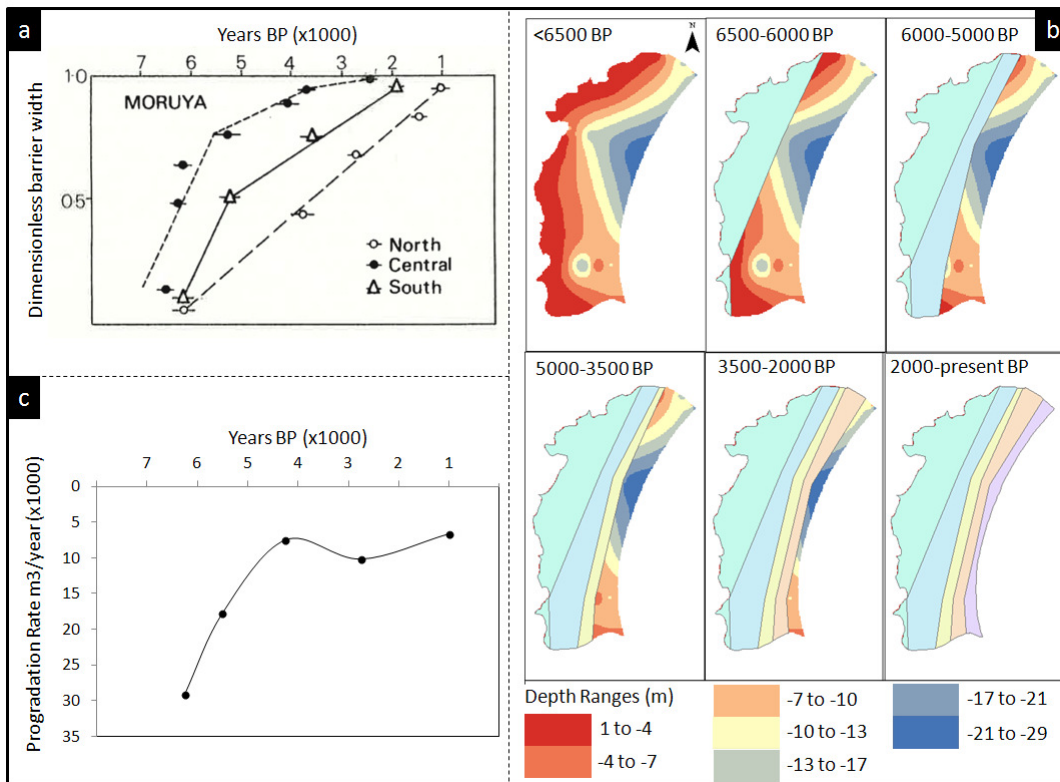 a
Years BP (x1000)
7 6 5 4 3 2 1
Dimensionless barrier width
1·0
0·5
MORUYA
North
Central
South
c
Years BP (x1000)
7 6 5 4 3 2 1
Progradation Rate m3/year (x1000)
0
5
10
15
20
25
30
35
b
<6500 BP
N
6500-6000 BP
6000-5000 BP
5000-3500 BP
3500-2000 BP
2000-present BP
Depth Ranges (m)
1 to -4
-4 to -7
-7 to -10
-10 to -13
-13 to -17
-17 to -21
-21 to -29